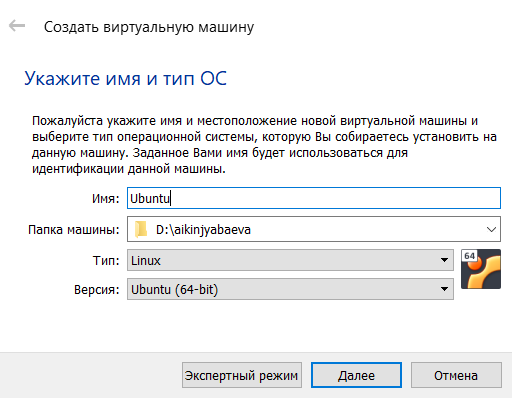 Создать виртуальную машину
Укажите имя и тип ОС
Пожалуйста укажите имя и местоположение новой виртуальной машины и
выберите тип операционной системы, которую Вы собираетесь установить на
данную машину. Заданное Вами имя будет использоваться для
идентификации данной машины.
Имя: Ubuntu
Папка машины: D:\aikinjyabaeva
Тип: Linux
64
Версия: Ubuntu (64-bit)
Экспертный режим Далее Отмена